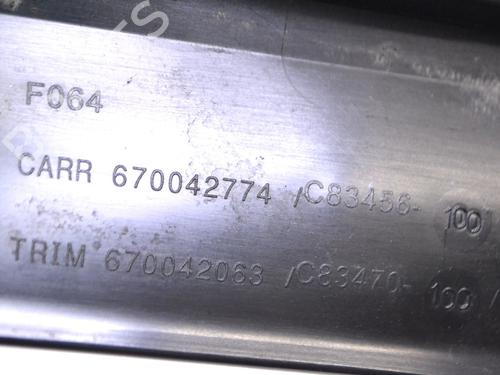 F064
CARR 670042774 /C83456- 100
TRIM 670042063 /C83470- 100 /